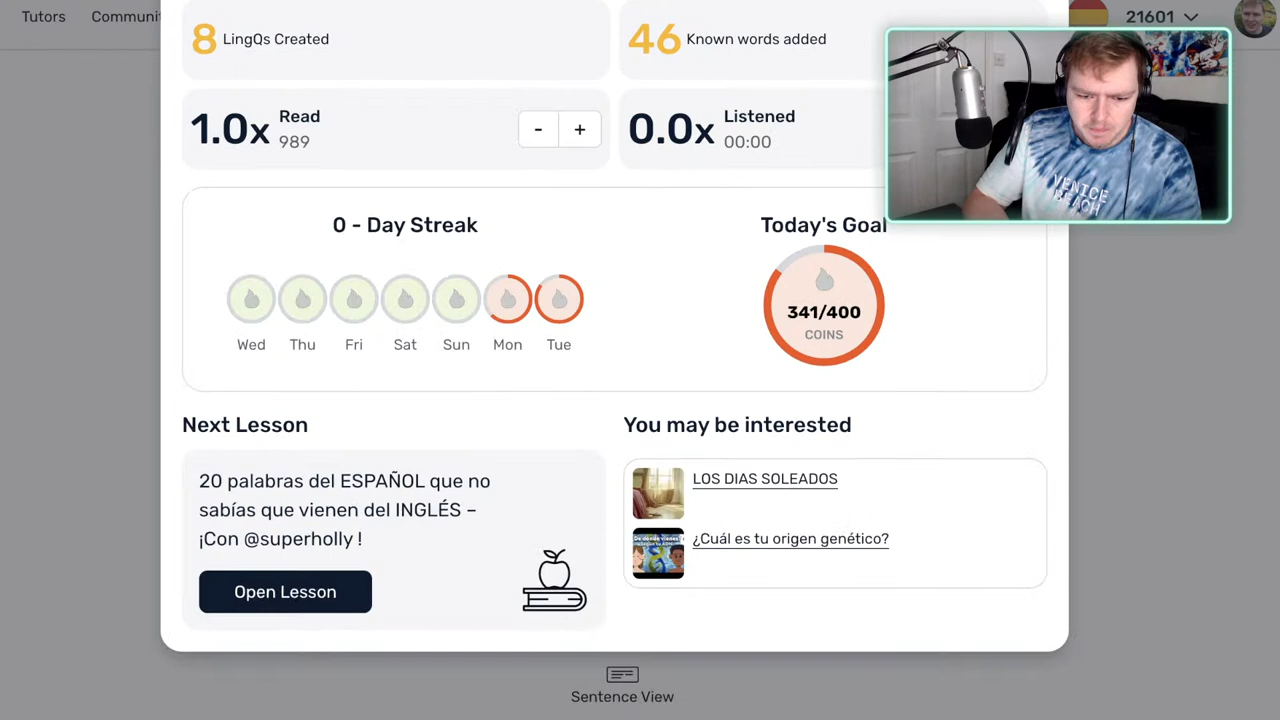 Tutors
Communi
21601
8 LingQs Created
46 Known words added
1.0x Read
989
- +
0.0x Listened
00:00
VENICE
BEACH
0 - Day Streak
Today's Goal
341/400
COINS
Wed Thu Fri Sat Sun Mon Tue
Next Lesson
You may be interested
20 palabras del ESPAÑOL que no
sabías que vienen del INGLÉS –
¡Con @superholly !
Open Lesson
LOS DIAS SOLEADOS
¿Cuál es tu origen genético?
Sentence View